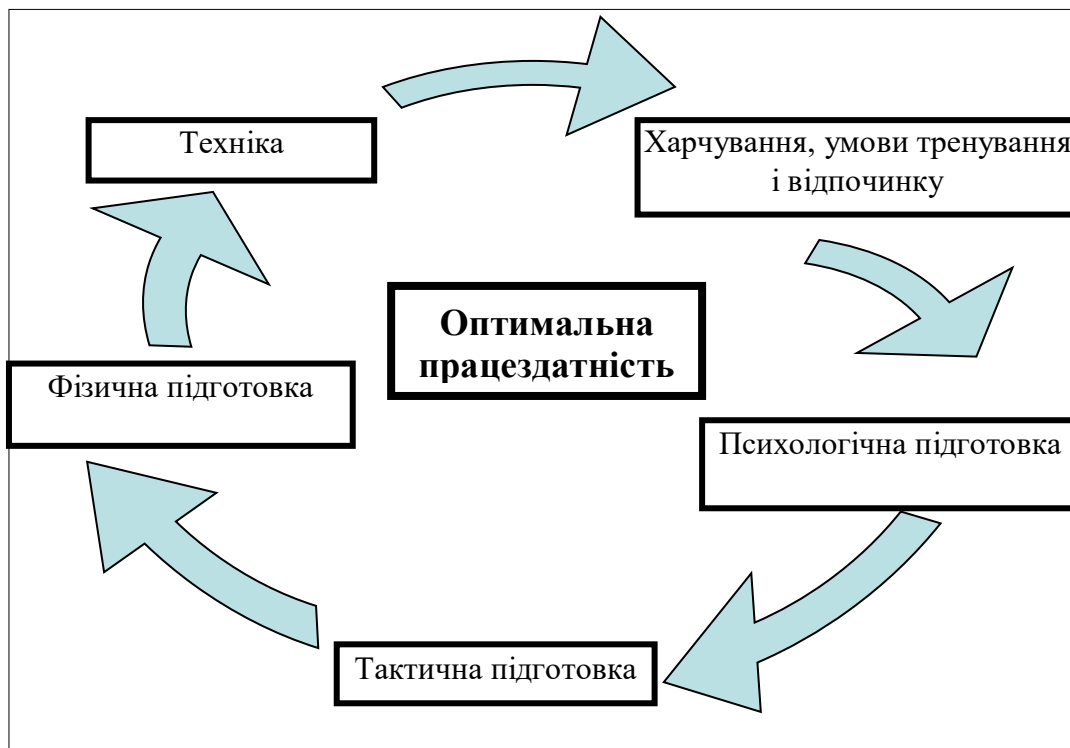 Техніка
Харчування, умови тренування
і відпочинку
Оптимальна
працездатність
Фізична підготовка
Психологічна підготовка
Тактична підготовка